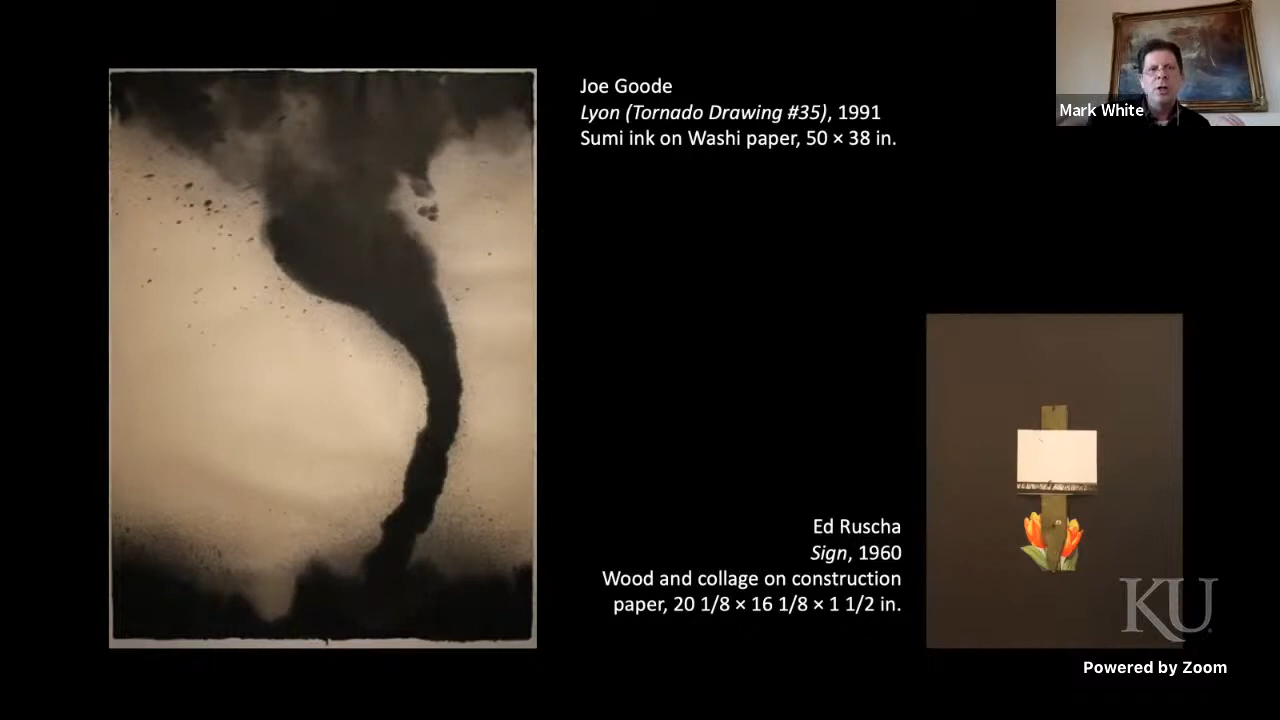 Joe Goode
Lyon (Tornado Drawing #35), 1991
Sumi ink on Washi paper, 50 × 38 in.
Mark White
Ed Ruscha
Sign, 1960
Wood and collage on construction
paper, 20 1/8 × 16 1/8 × 1 1/2 in.
KU
Powered by Zoom